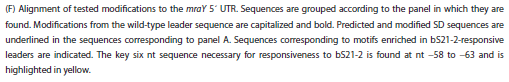 (F) Alignment of tested modifications to the mraY 5′ UTR. Sequences are grouped according to the panel in which they are
found. Modifications from the wild-type leader sequence are capitalized and bold. Predicted and modified SD sequences are
underlined in the sequences corresponding to panel A. Sequences corresponding to motifs enriched in bS21-2-responsive
leaders are indicated. The key six nt sequence necessary for responsiveness to bS21-2 is found at nt −58 to −63 and is
highlighted in yellow.